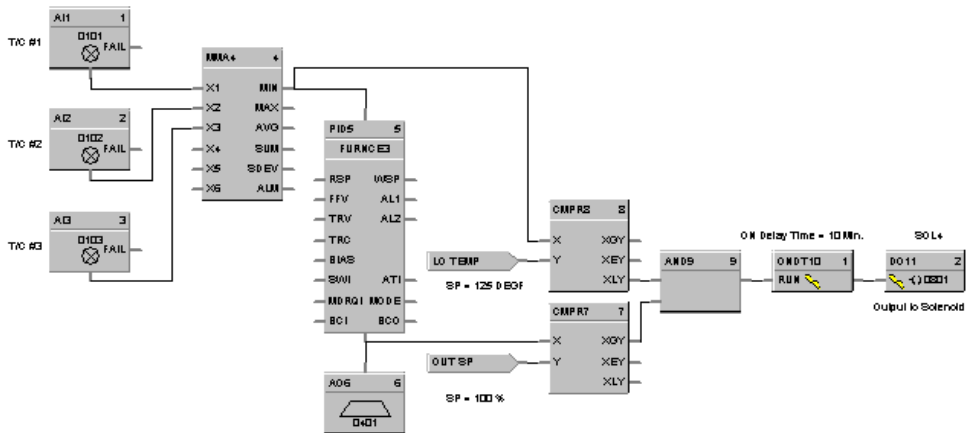 AI1 1
0101
FAIL
T/C #1
AI2 2
0102
FAIL
T/C #2
AI3 3
0103
FAIL
T/C #3
MMA4 4
X1 MIN
X2 MAX
X3 AVG
X4 SUM
X5 SDEV
X6 ALM
PID5 5
FURNCE3
RSP WSP
FFV AL1
TRV AL2
TRC
BIAS
SWI ATI
MDRQI MODE
BCI BCO
AO6 6
0401
LO TEMP
SP = 125 DEGF
OUT SP
SP = 100 %
CMPR8 8
X XGY
Y XEY
XLY
CMPR7 7
X XGY
Y XEY
XLY
AND9 9
ON Delay Time = 10 Min.
ONDT10 1
RUN
SOL4
DO11 2
-( ) 0801
Output to Solenoid